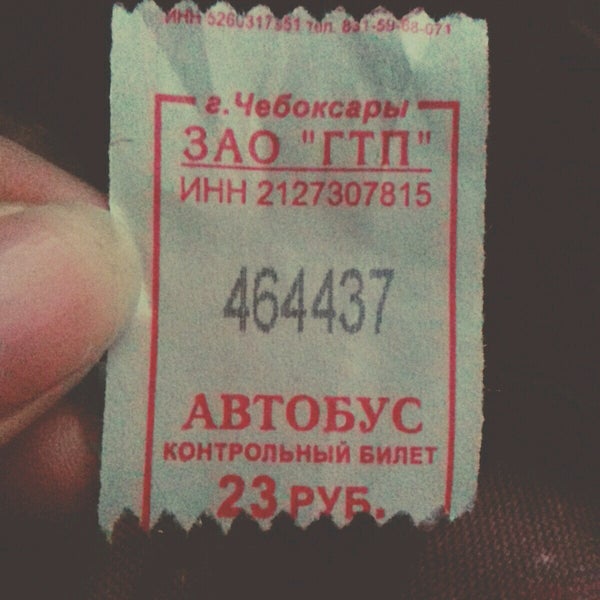 ИНН 5260317351 тел. 831-59-68-071
г.Чебоксары
ЗАО "ГТП"
ИНН 2127307815
464437
АВТОБУС
КОНТРОЛЬНЫЙ БИЛЕТ
23 РУБ.